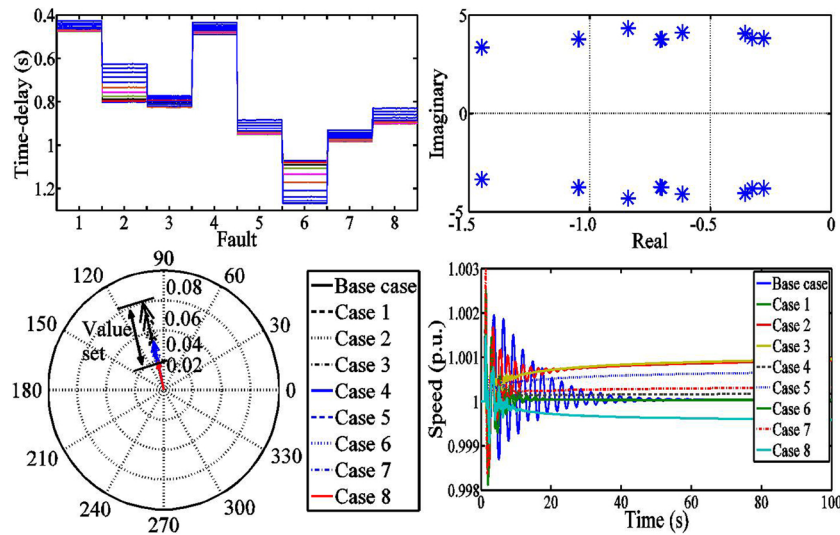 0.4
0.6
0.8
1
1.2
Time-delay (s)
1 2 3 4 5 6 7 8
Fault
5
0
-5
Imaginary
-1.5 -1.0 -0.5 0
Real
90
120 60
150 30
180 0
210 330
240 300
270
0.08
0.06
0.04
0.02
Value
set
Base case
Case 1
Case 2
Case 3
Case 4
Case 5
Case 6
Case 7
Case 8
1.003
1.002
1.001
1
0.999
0.998
Speed (p.u.)
0 20 40 60 80 100
Time (s)
Base case
Case 1
Case 2
Case 3
Case 4
Case 5
Case 6
Case 7
Case 8